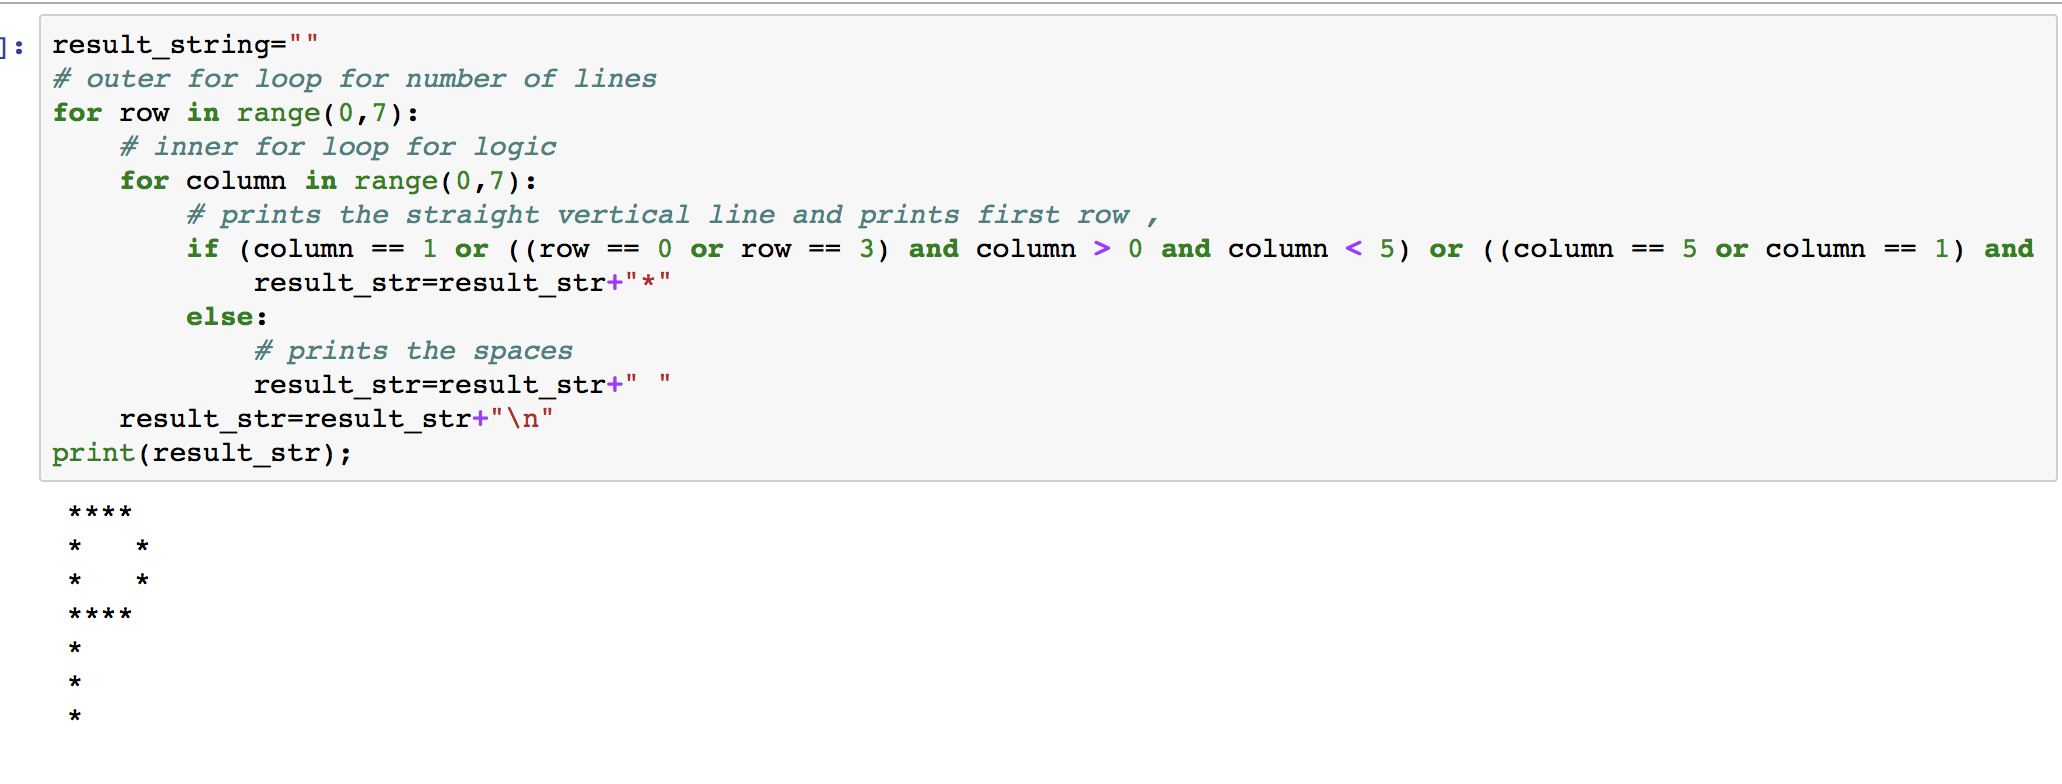 ]:
result_string=""
# outer for loop for number of lines
for row in range(0,7):
    # inner for loop for logic
    for column in range(0,7):
        # prints the straight vertical line and prints first row ,
        if (column == 1 or ((row == 0 or row == 3) and column > 0 and column < 5) or ((column == 5 or column == 1) and
            result_str=result_str+"*"
        else:
            # prints the spaces
            result_str=result_str+" "
    result_str=result_str+"\n"
print(result_str);
 ****
 *   *
 *   *
 ****
 *
 *
 *